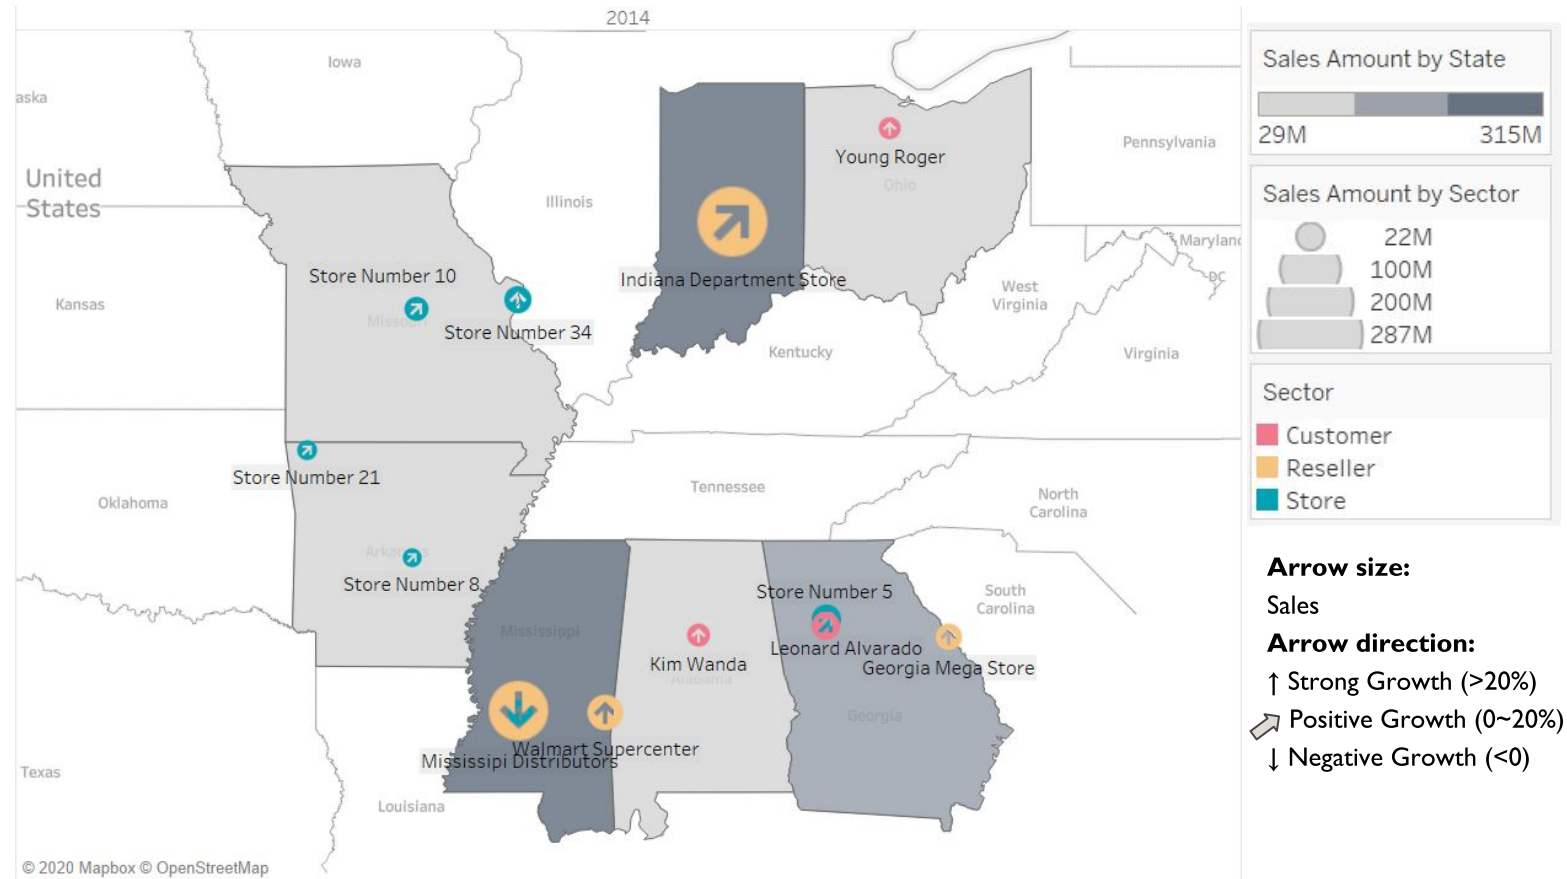 2014
Iowa
aska
United
States
Illinois
Pennsylvania
Young Roger
Ohio
Maryland
DC
Store Number 10
Missouri
Store Number 34
Kansas
Indiana Department Store
West
Virginia
Kentucky
Virginia
Store Number 21
Oklahoma
Tennessee
North
Carolina
Arkansas
Store Number 8
Mississippi
Store Number 5
South
Carolina
Kim Wanda
Alabama
Leonard Alvarado
Georgia Mega Store
Georgia
Walmart Supercenter
Mississipi Distributors
Texas
Louisiana
© 2020 Mapbox © OpenStreetMap
Sales Amount by State
29M 315M
Sales Amount by Sector
22M
100M
200M
287M
Sector
Customer
Reseller
Store
Arrow size:
Sales
Arrow direction:
↑ Strong Growth (>20%)
Positive Growth (0~20%)
↓ Negative Growth (<0)